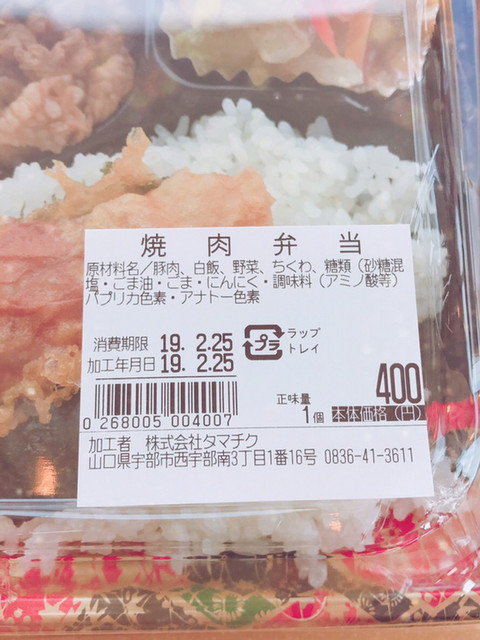 焼肉弁当
原材料名／豚肉、白飯、野菜、ちくわ、糖類（砂糖混
塩・ごま油・ごま・にんにく・調味料（アミノ酸等）
パプリカ色素・アナトー色素
消費期限 19. 2.25
加工年月日 19. 2.25
プラ
ラップ
トレイ
0 268005 004007
正味量
1個
400
本体価格（円）
加工者 株式会社タマチク
山口県宇部市西宇部南3丁目1番16号 0836-41-3611